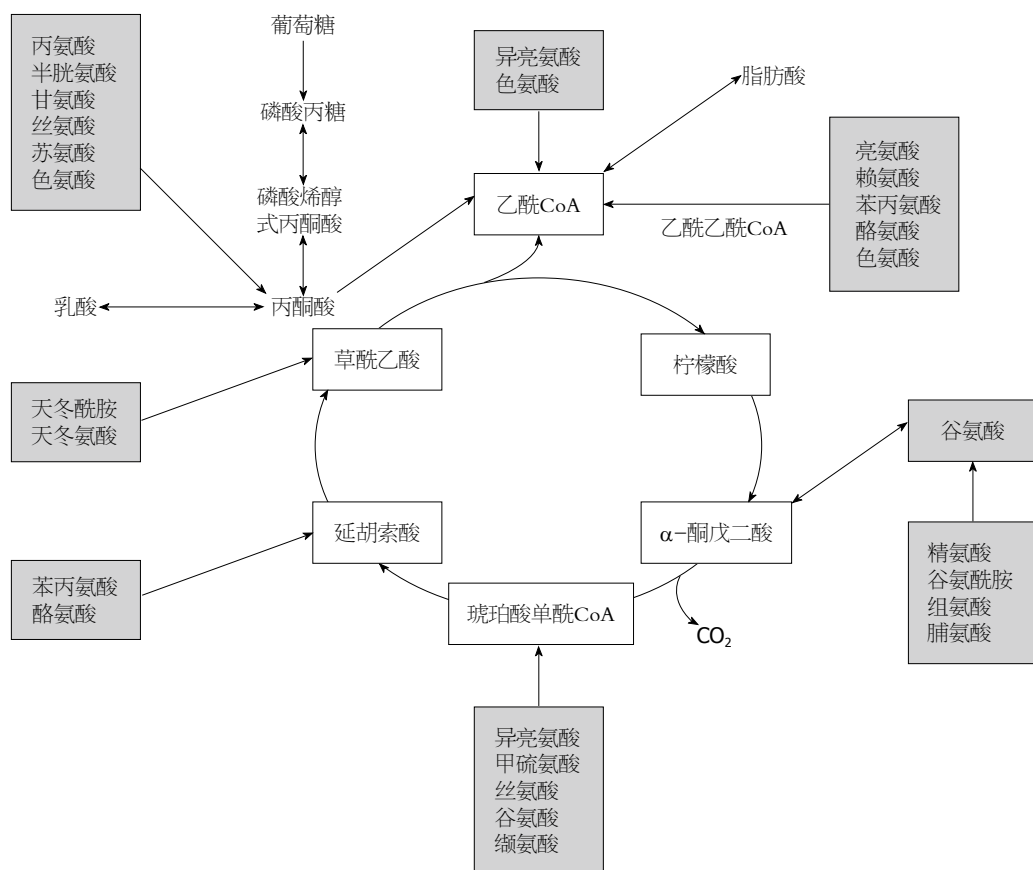 丙氨酸
半胱氨酸
甘氨酸
丝氨酸
苏氨酸
色氨酸
葡萄糖
磷酸丙糖
磷酸烯醇
式丙酮酸
丙酮酸
乳酸
异亮氨酸
色氨酸
脂肪酸
乙酰CoA
乙酰乙酰CoA
亮氨酸
赖氨酸
苯丙氨酸
酪氨酸
色氨酸
草酰乙酸
柠檬酸
天冬酰胺
天冬氨酸
谷氨酸
延胡索酸
α-酮戊二酸
苯丙氨酸
酪氨酸
琥珀酸单酰CoA
CO₂
精氨酸
谷氨酰胺
组氨酸
脯氨酸
异亮氨酸
甲硫氨酸
丝氨酸
谷氨酸
缬氨酸